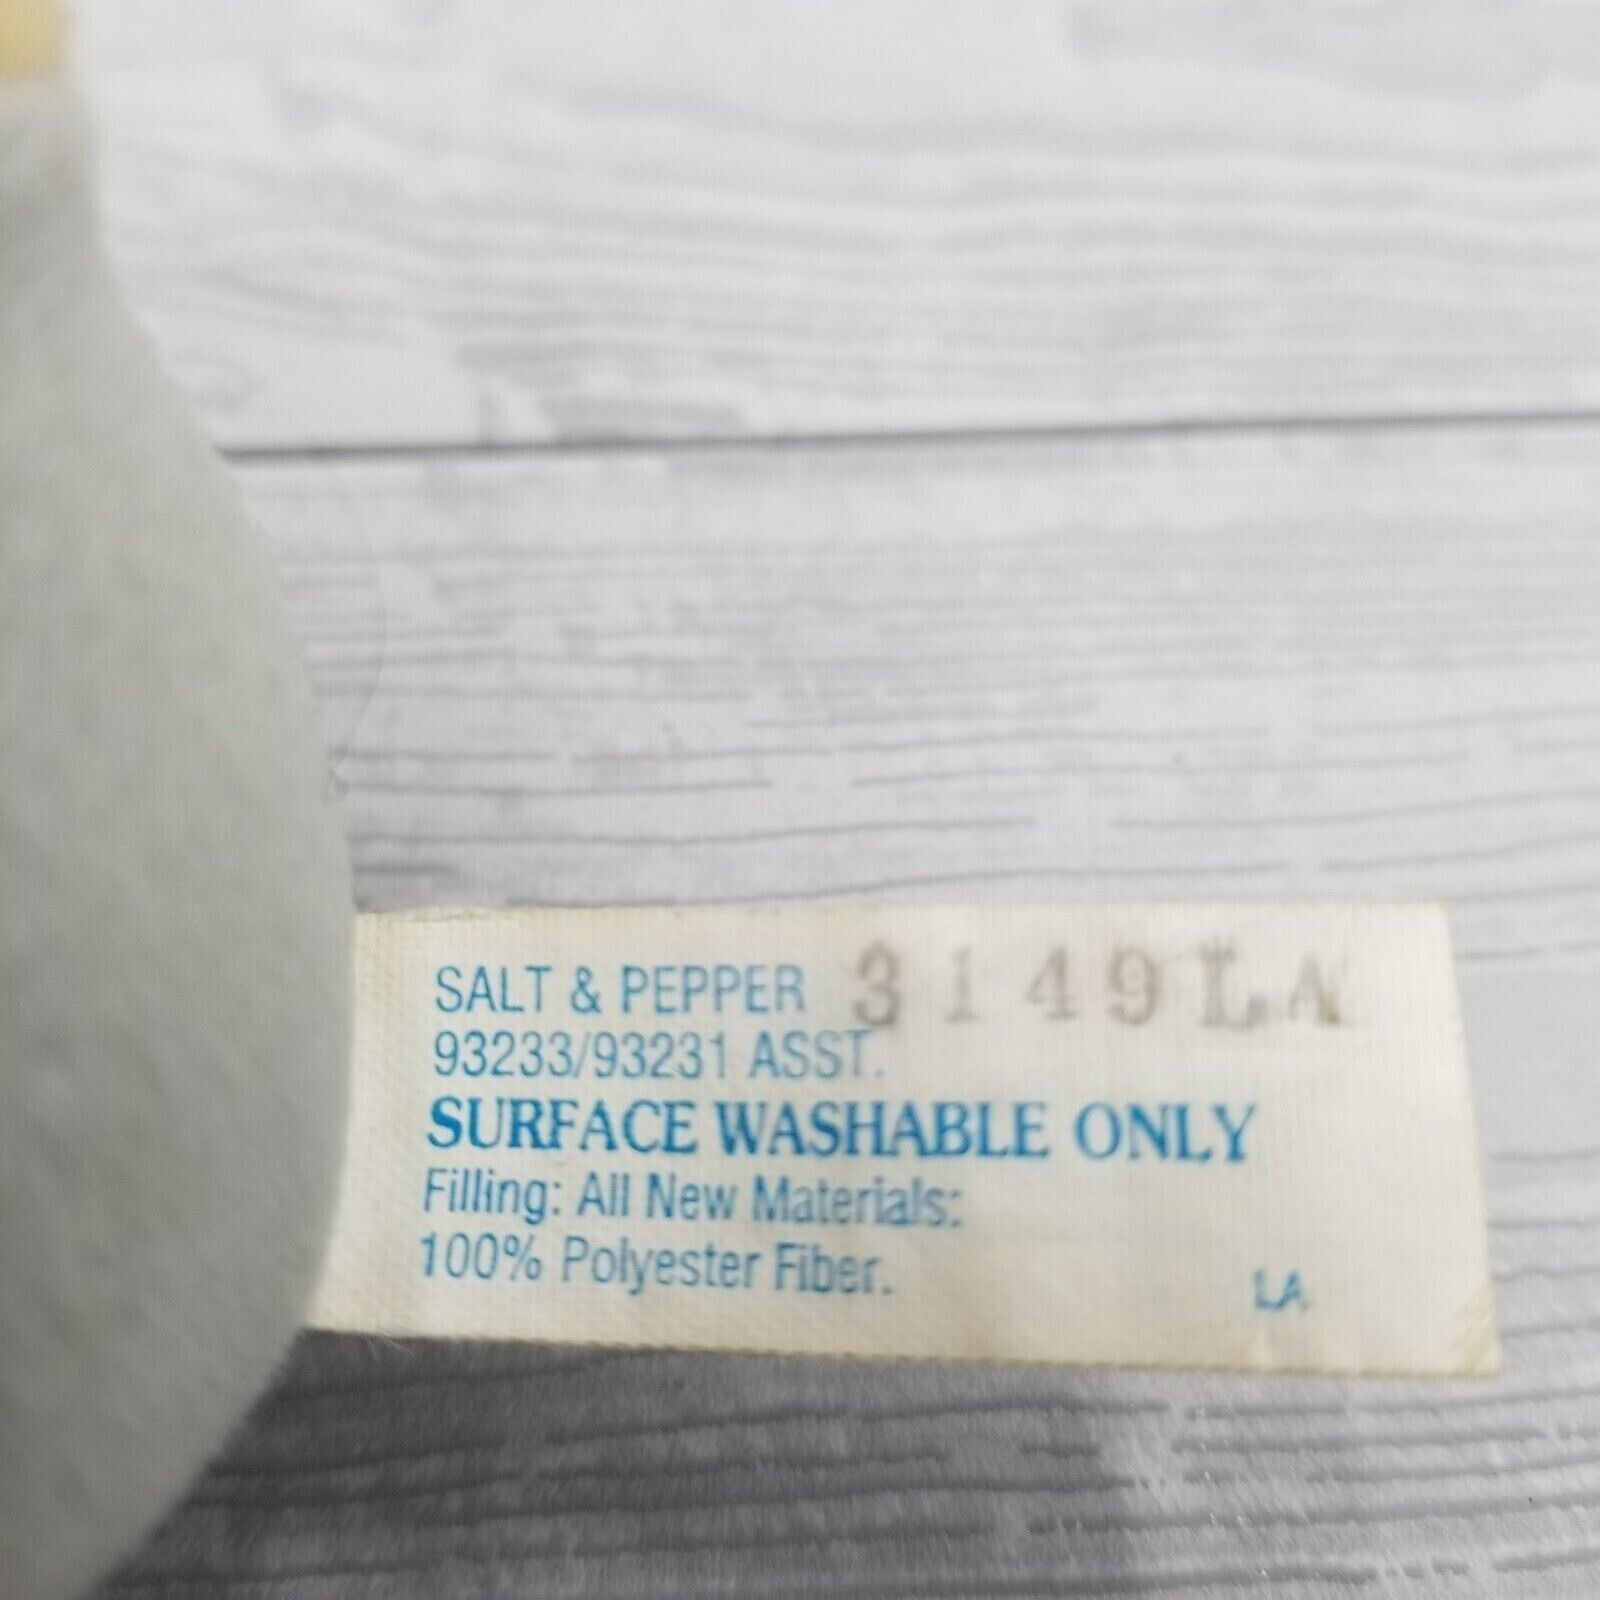 SALT & PEPPER 3149LA
93233/93231 ASST.
SURFACE WASHABLE ONLY
Filling: All New Materials:
100% Polyester Fiber.
LA